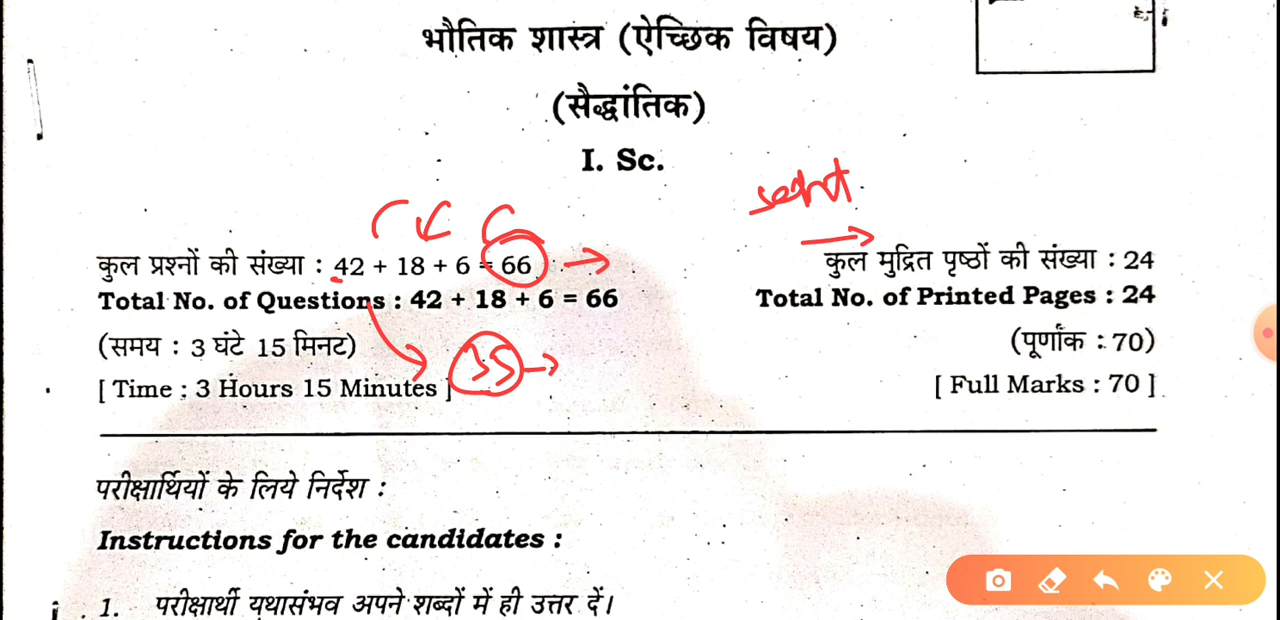 भौतिक शास्त्र (ऐच्छिक विषय)
(सैद्धांतिक)
I. Sc.
कुल प्रश्नों की संख्या : 42 + 18 + 6 = 66
कुल मुद्रित पृष्ठों की संख्या : 24
Total No. of Questions : 42 + 18 + 6 = 66
Total No. of Printed Pages : 24
(समय : 3 घंटे 15 मिनट)
(पूर्णांक : 70)
[ Time : 3 Hours 15 Minutes ]
35
[ Full Marks : 70 ]
परीक्षार्थियों के लिये निर्देश :
Instructions for the candidates :
1. परीक्षार्थी यथासंभव अपने शब्दों में ही उत्तर दें।